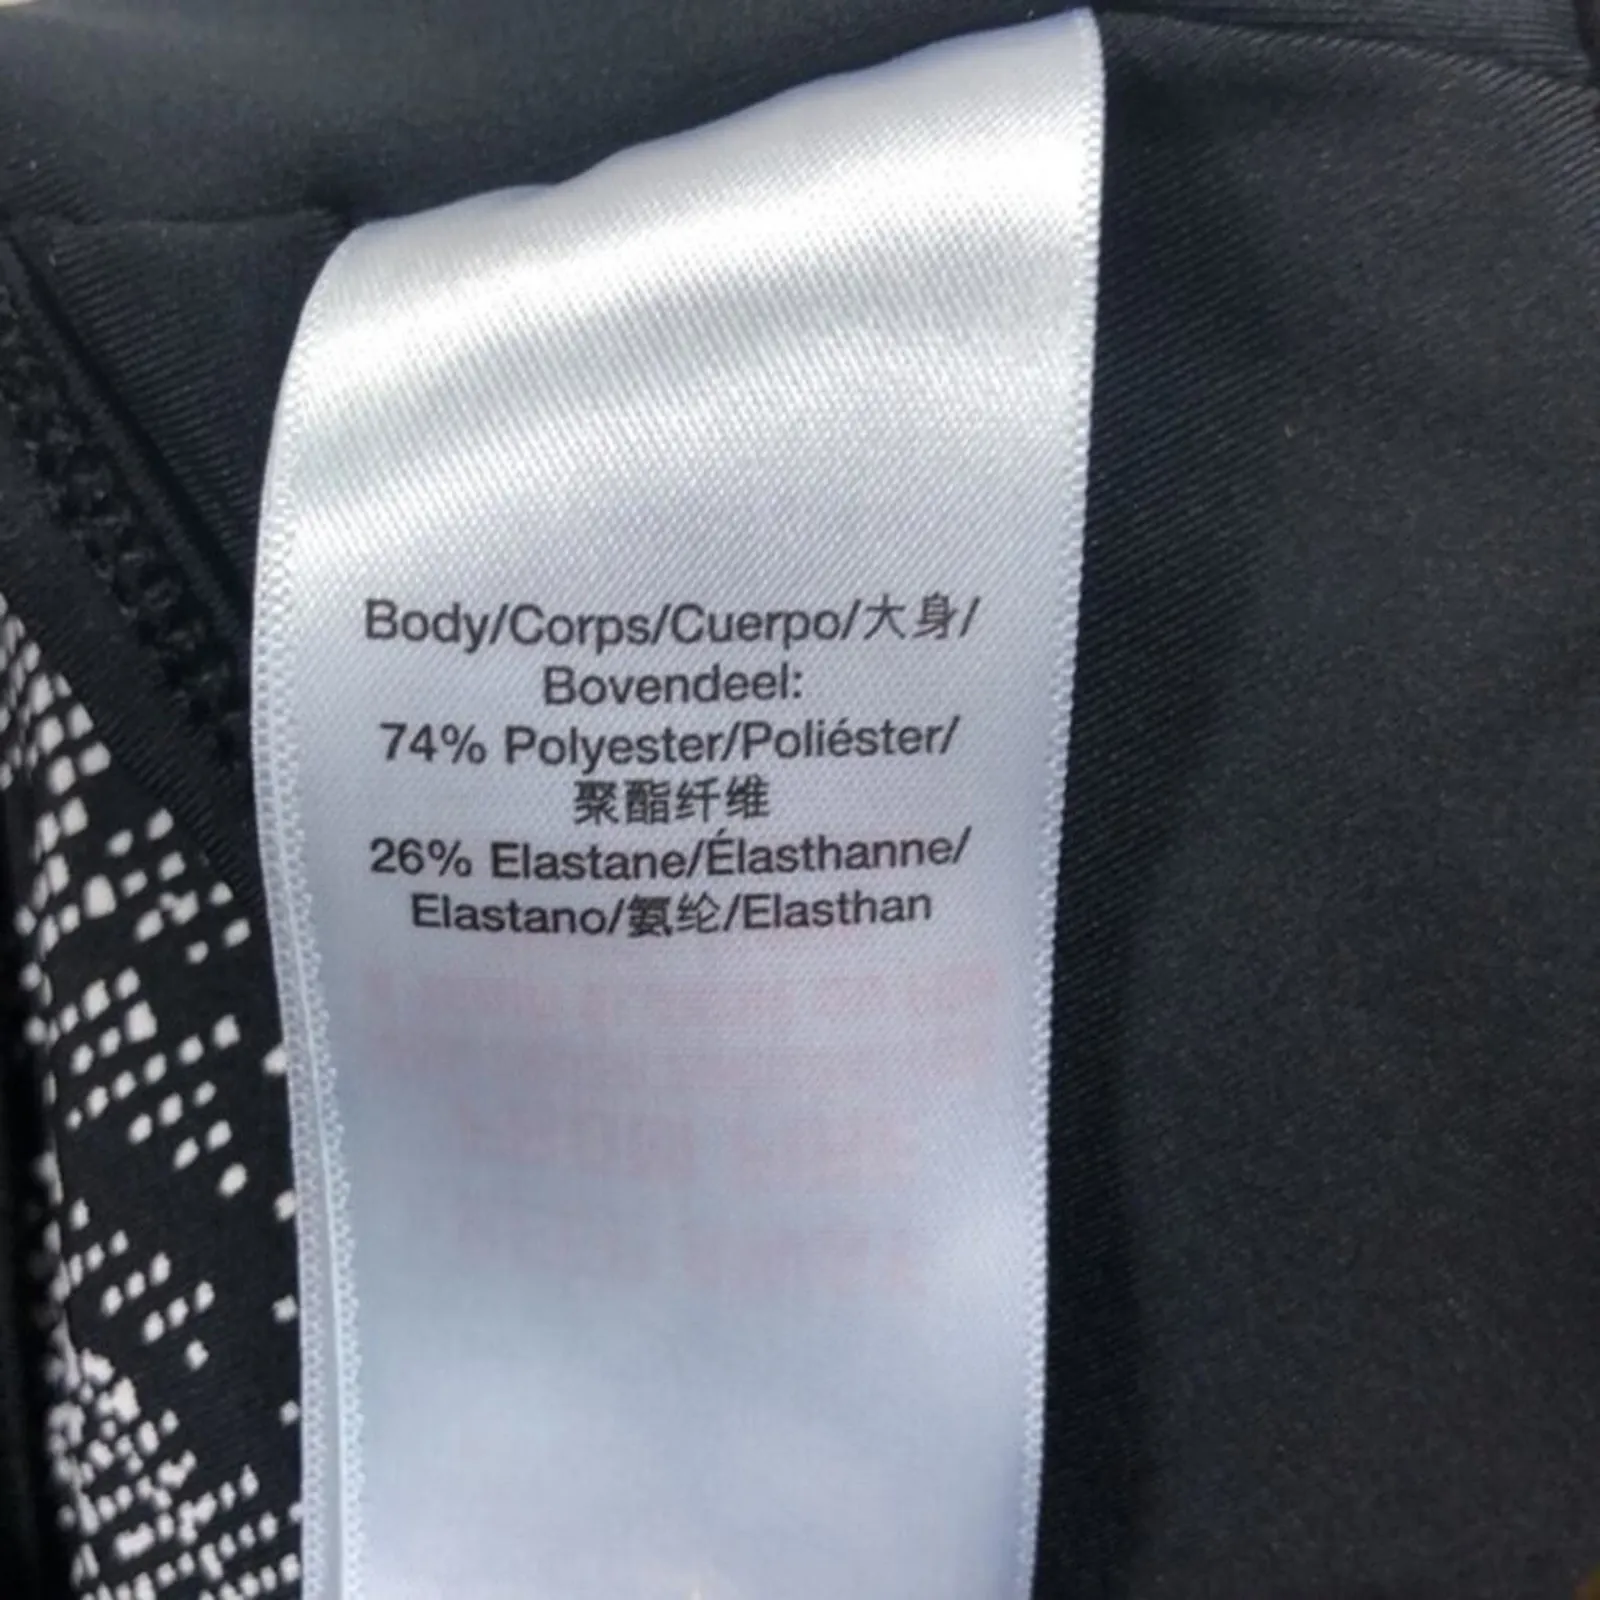 Body/Corps/Cuerpo/大身/
Bovendeel:
74% Polyester/Poliéster/
聚酯纤维
26% Elastane/Élasthanne/
Elastano/氨纶/Elasthan